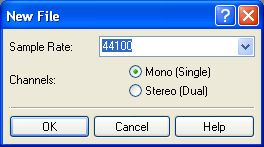 New File
Sample Rate: 44100
Channels: Mono (Single)
Stereo (Dual)
OK Cancel Help